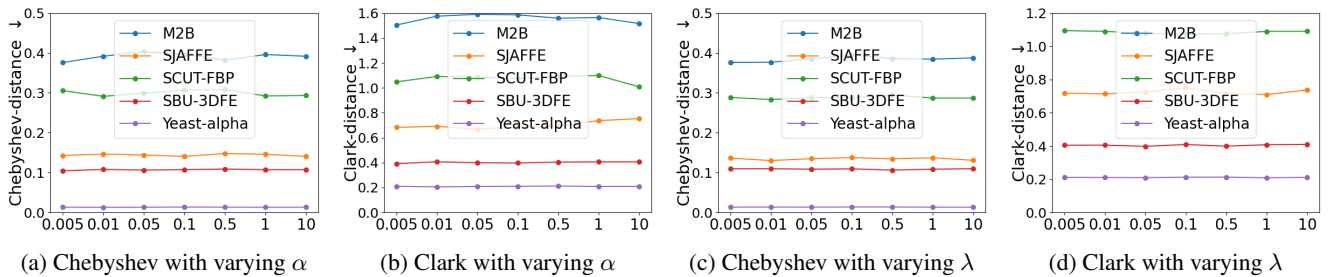 Chebyshev-distance ↓
0.5
0.4
0.3
0.2
0.1
0.0
M2B
SJAFFE
SCUT-FBP
SBU-3DFE
Yeast-alpha
0.005 0.01 0.05 0.1 0.5 1 10
(a) Chebyshev with varying α
Clark-distance ↓
1.6
1.4
1.2
1.0
0.8
0.6
0.4
0.2
0.0
M2B
SJAFFE
SCUT-FBP
SBU-3DFE
Yeast-alpha
0.005 0.01 0.05 0.1 0.5 1 10
(b) Clark with varying α
Chebyshev-distance ↓
0.5
0.4
0.3
0.2
0.1
0.0
M2B
SJAFFE
SCUT-FBP
SBU-3DFE
Yeast-alpha
0.005 0.01 0.05 0.1 0.5 1 10
(c) Chebyshev with varying λ
Clark-distance ↓
1.2
1.0
0.8
0.6
0.4
0.2
0.0
M2B
SJAFFE
SCUT-FBP
SBU-3DFE
Yeast-alpha
0.005 0.01 0.05 0.1 0.5 1 10
(d) Clark with varying λ